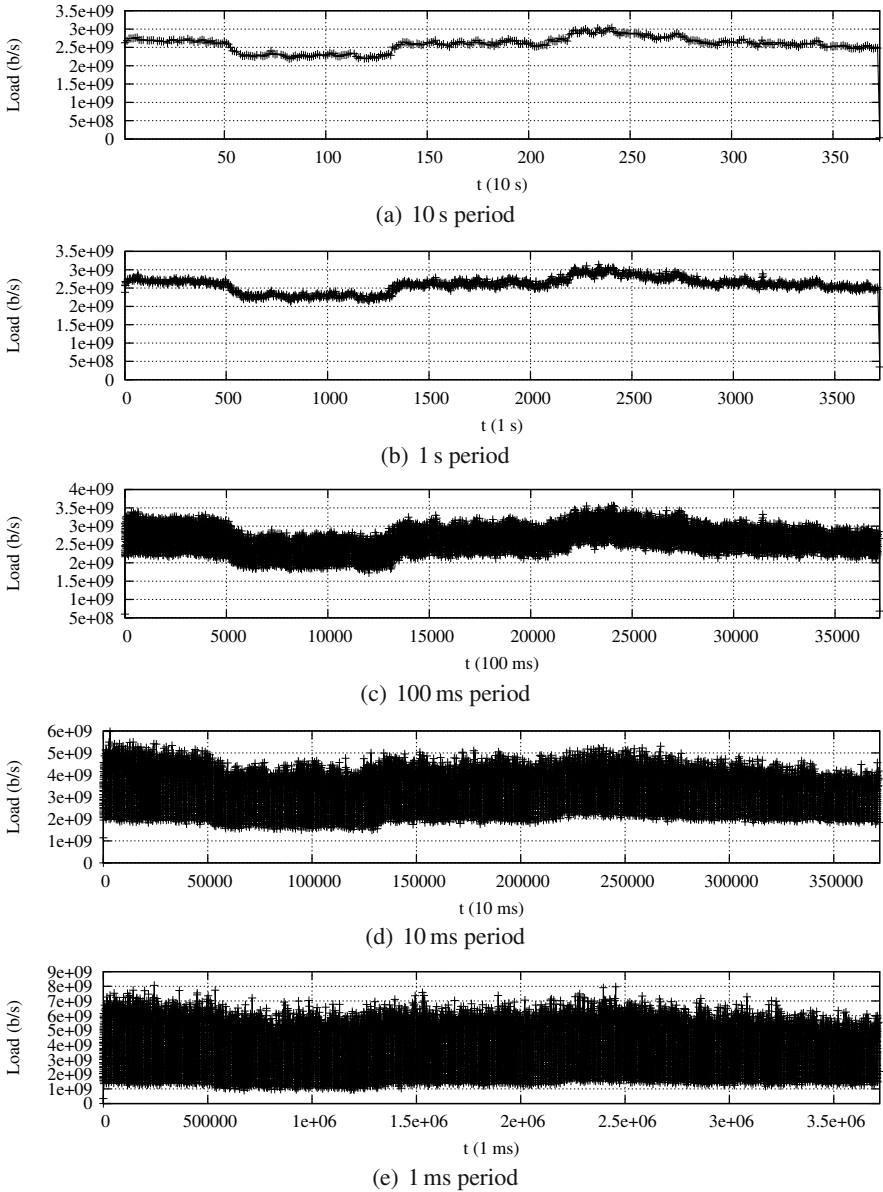 3.5e+09
3e+09
2.5e+09
2e+09
1.5e+09
1e+09
5e+08
0
Load (b/s)
50 100 150 200 250 300 350
t (10 s)
(a) 10 s period
3.5e+09
3e+09
2.5e+09
2e+09
1.5e+09
1e+09
5e+08
0
Load (b/s)
0 500 1000 1500 2000 2500 3000 3500
t (1 s)
(b) 1 s period
4e+09
3.5e+09
3e+09
2.5e+09
2e+09
1.5e+09
1e+09
5e+08
Load (b/s)
0 5000 10000 15000 20000 25000 30000 35000
t (100 ms)
(c) 100 ms period
6e+09
5e+09
4e+09
3e+09
2e+09
1e+09
0
Load (b/s)
0 50000 100000 150000 200000 250000 300000 350000
t (10 ms)
(d) 10 ms period
9e+09
8e+09
7e+09
6e+09
5e+09
4e+09
3e+09
2e+09
1e+09
0
Load (b/s)
0 500000 1e+06 1.5e+06 2e+06 2.5e+06 3e+06 3.5e+06
t (1 ms)
(e) 1 ms period